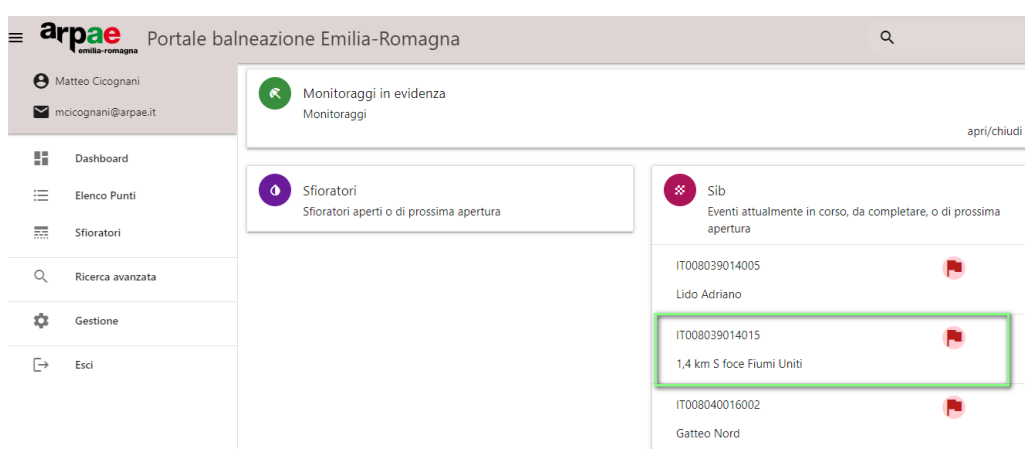 arpae
emilia-romagna
Portale balneazione Emilia-Romagna
Matteo Cicognani
mcicognani@arpae.it
Dashboard
Elenco Punti
Sfioratori
Ricerca avanzata
Gestione
Esci
Monitoraggi in evidenza
Monitoraggi
apri/chiudi
Sfioratori
Sfioratori aperti o di prossima apertura
Sib
Eventi attualmente in corso, da completare, o di prossima
apertura
IT008039014005
Lido Adriano
IT008039014015
1,4 km S foce Fiumi Uniti
IT008040016002
Gatteo Nord